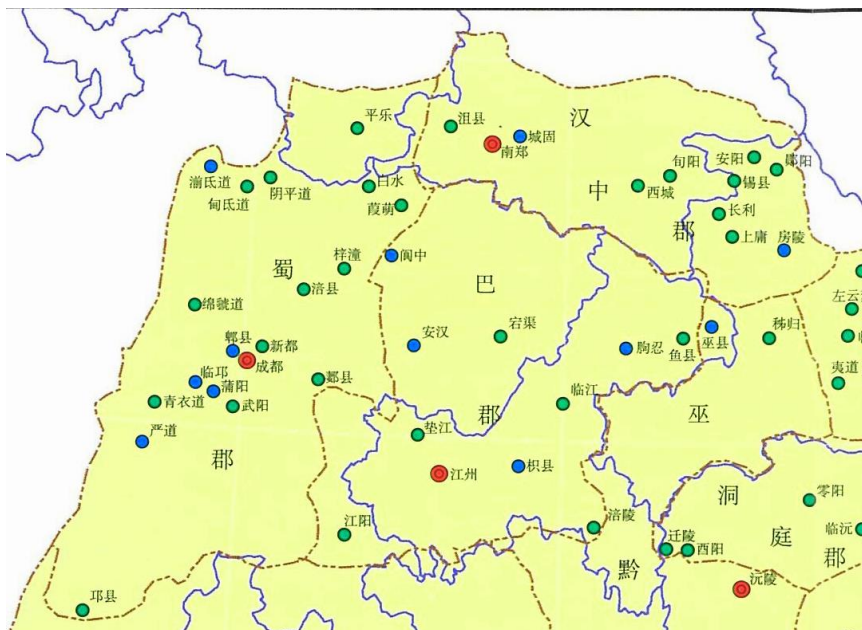 汉
中
郡
蜀
郡
巴
郡
巫
黔
洞
庭
郡
平乐
沮县
城固
南郑
湔氐道
甸氐道
阴平道
白水
葭萌
西城
旬阳
安阳
郧阳
锡县
长利
上庸
房陵
梓潼
涪县
阆中
绵虒道
郫县
新都
成都
临邛
蒲阳
青衣道
武阳
严道
郪县
安汉
宕渠
朐忍
鱼县
巫县
秭归
左云
临
夷道
临江
垫江
江州
枳县
江阳
涪陵
迁陵
酉阳
零阳
临沅
沅陵
邛县